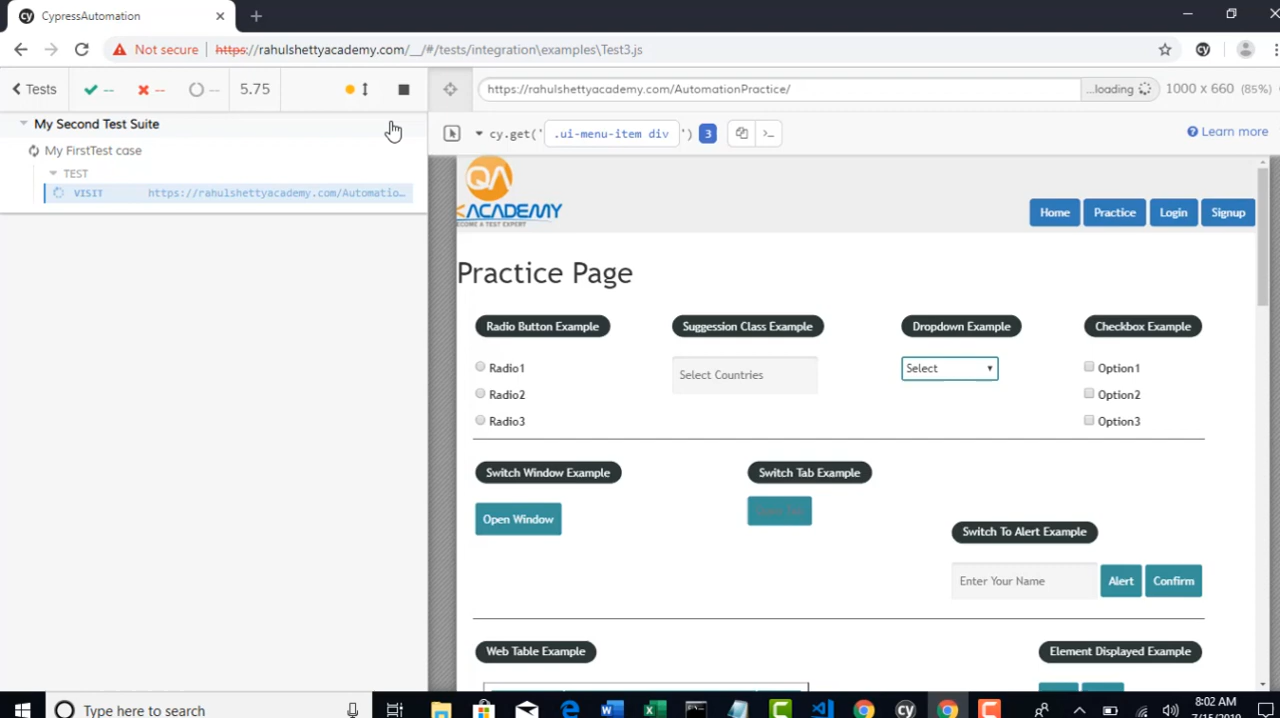 CypressAutomation
Not secure | https://rahulshettyacademy.com/__/#/tests/integration\examples\Test3.js
Tests -- -- -- 5.75
https://rahulshettyacademy.com/AutomationPractice/ ...loading 1000 x 660 (85%)
My Second Test Suite
cy.get(' .ui-menu-item div ') 3 >_ Learn more
My FirstTest case
TEST
VISIT https://rahulshettyacademy.com/Automatio...
QA
ACADEMY
ECOME A TEST EXPERT
Home Practice Login Signup
Practice Page
Radio Button Example Suggession Class Example Dropdown Example Checkbox Example
Radio1 Select Countries Select Option1
Radio2 Option2
Radio3 Option3
Switch Window Example Switch Tab Example
Open Window
Switch To Alert Example
Enter Your Name Alert Confirm
Web Table Example Element Displayed Example
Type here to search
8:02 AM